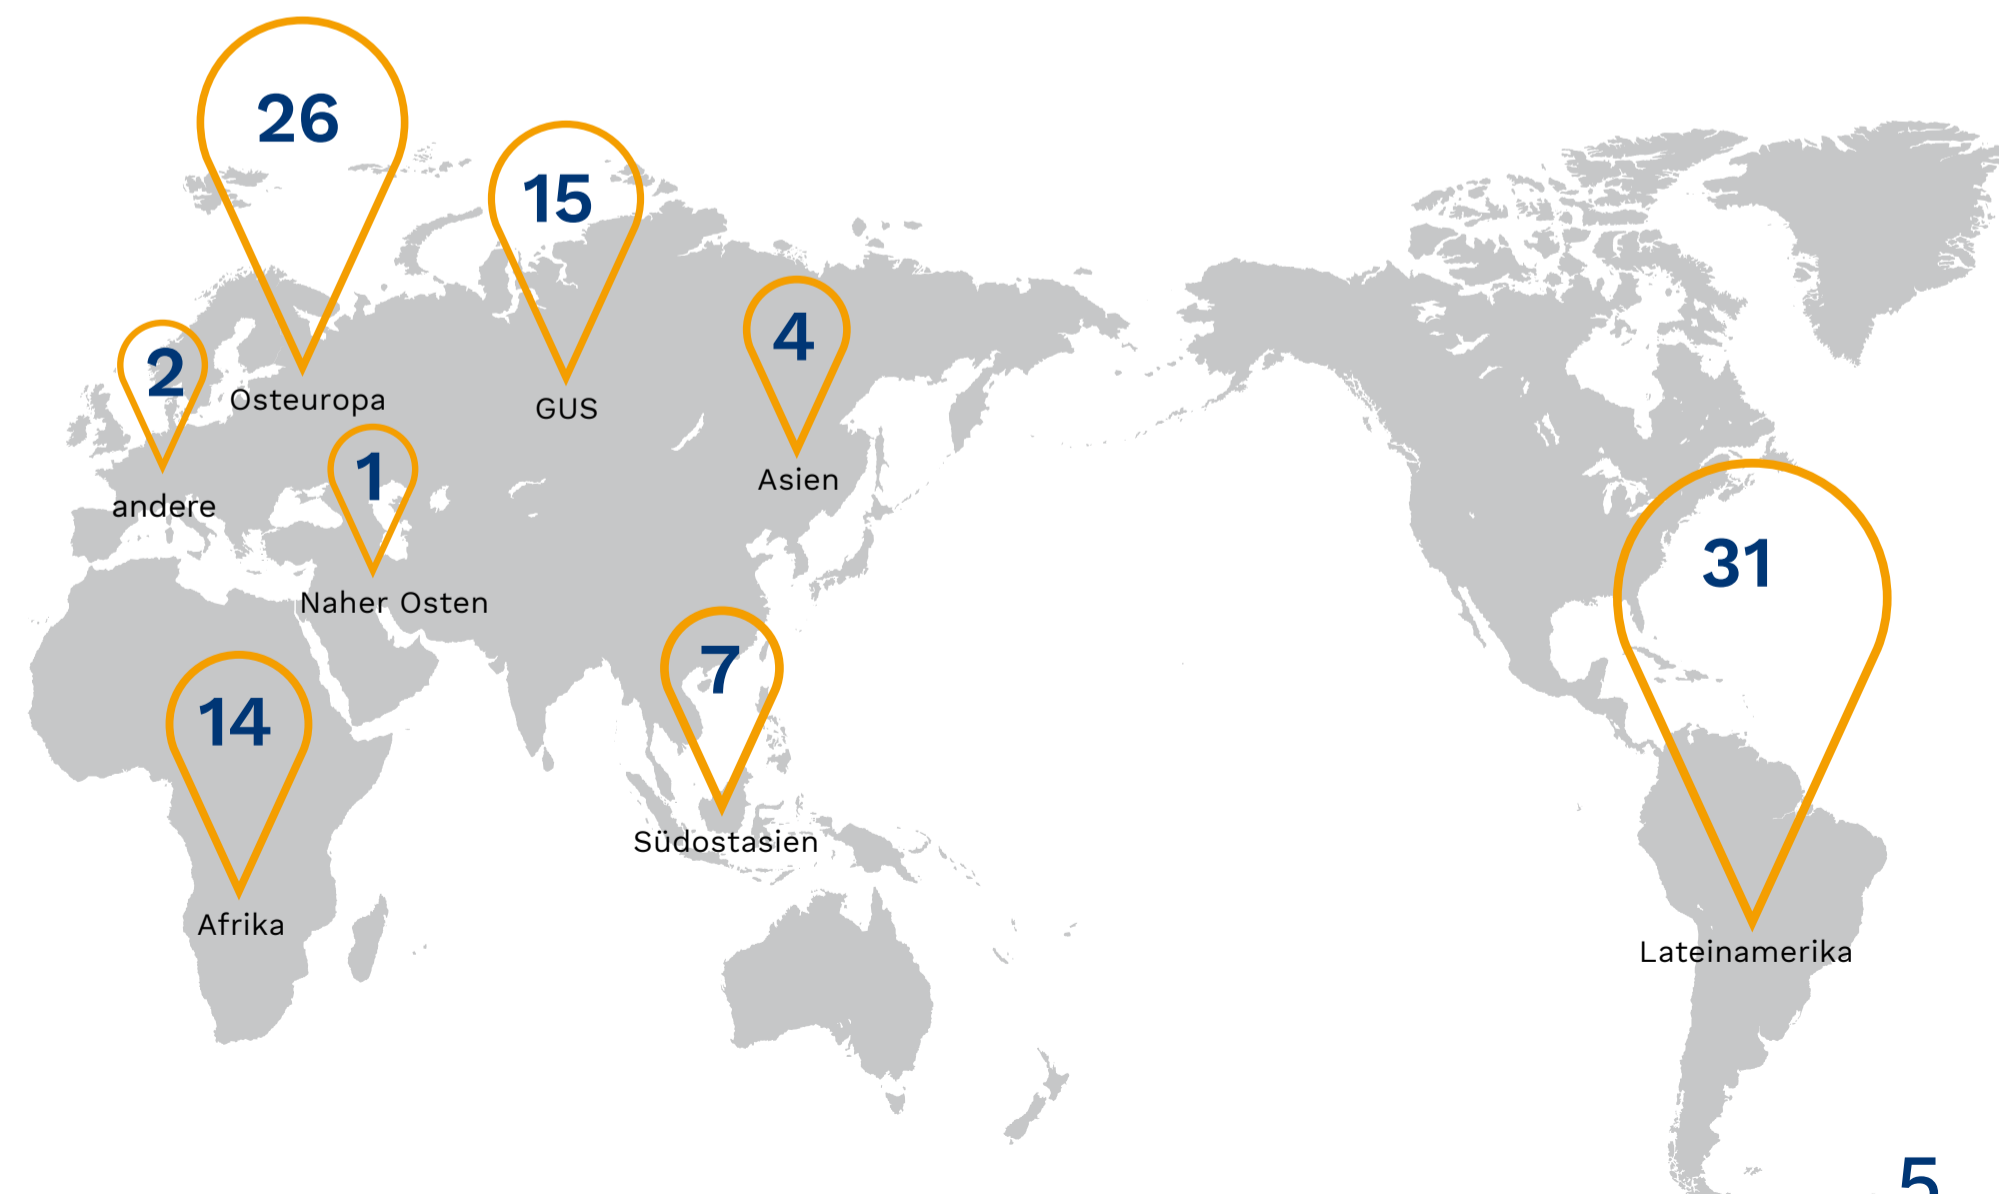 26
Osteuropa
15
GUS
4
Asien
2
andere
1
Naher Osten
31
Lateinamerika
7
Südostasien
14
Afrika
5